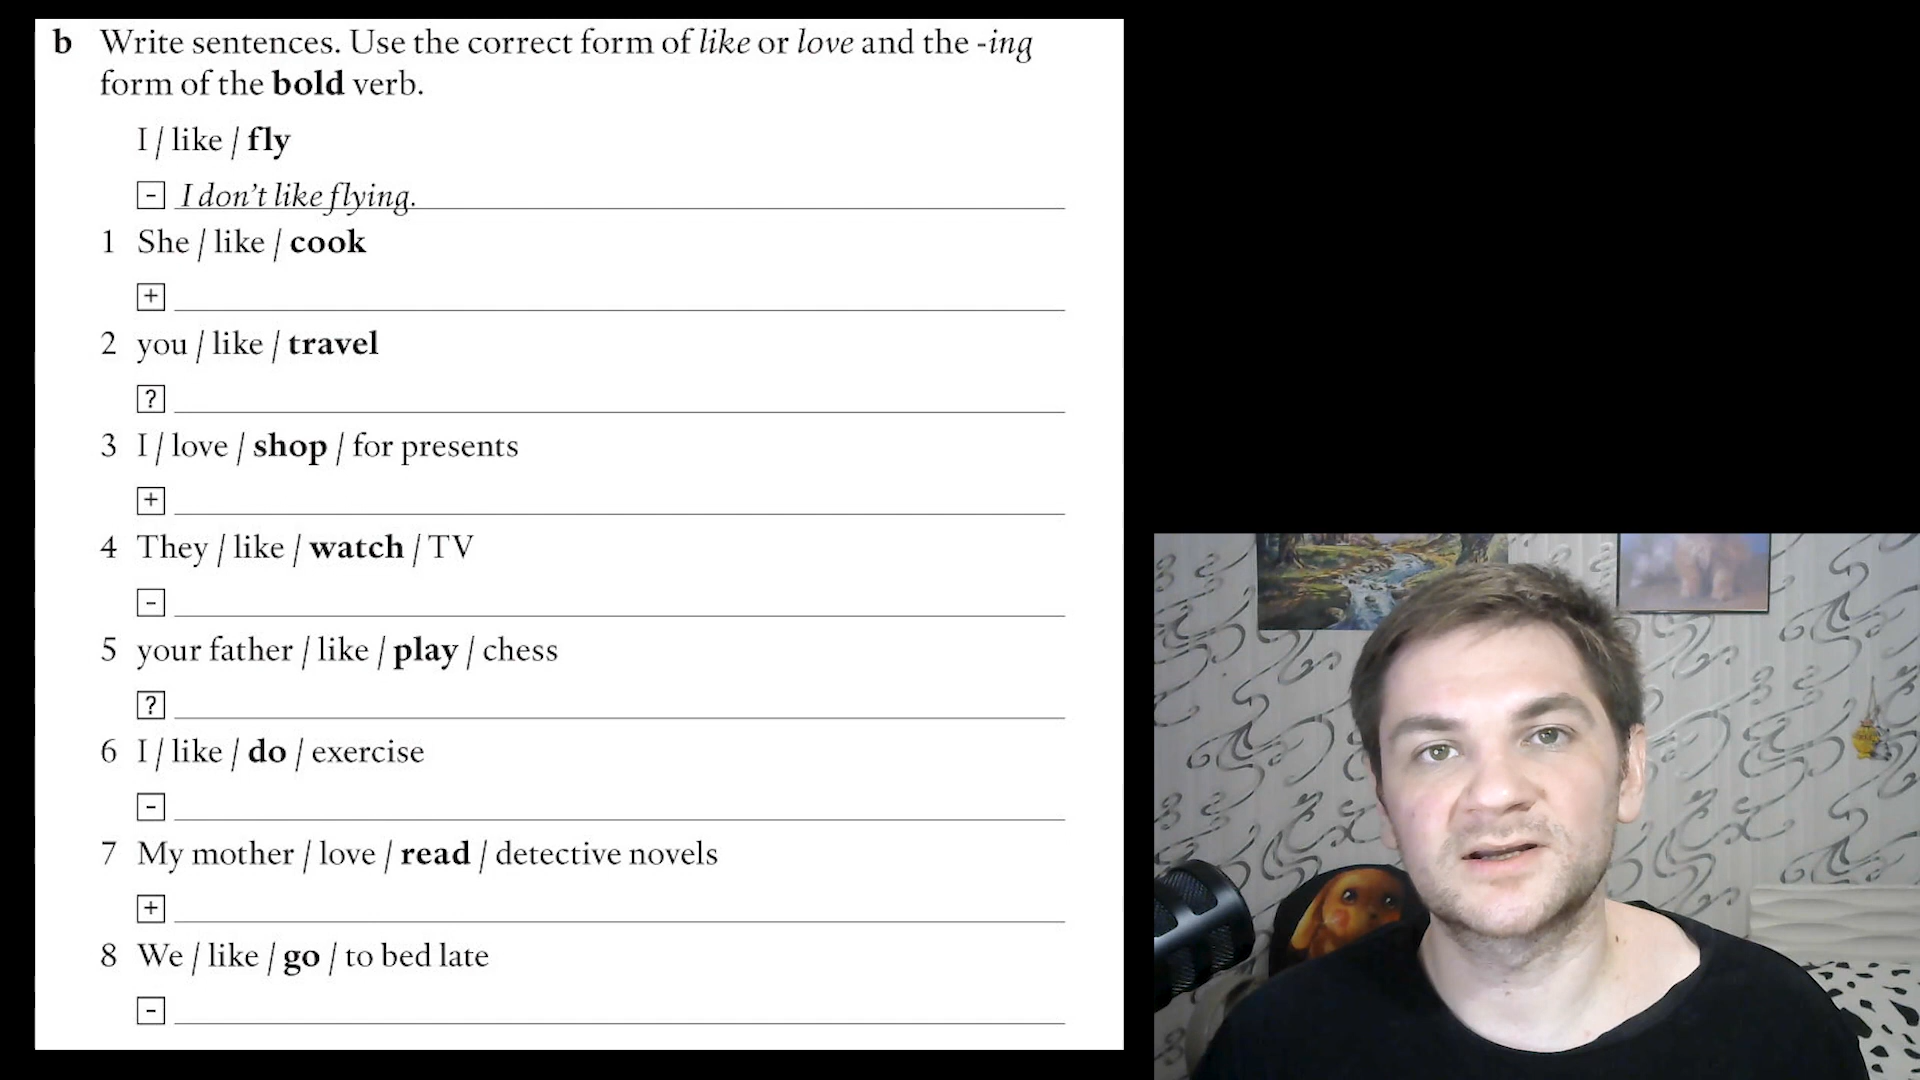 b Write sentences. Use the correct form of like or love and the -ing
form of the bold verb.
I / like / fly
- I don't like flying.
1 She / like / cook
+
2 you / like / travel
?
3 I / love / shop / for presents
+
4 They / like / watch / TV
-
5 your father / like / play / chess
?
6 I / like / do / exercise
-
7 My mother / love / read / detective novels
+
8 We / like / go / to bed late
-